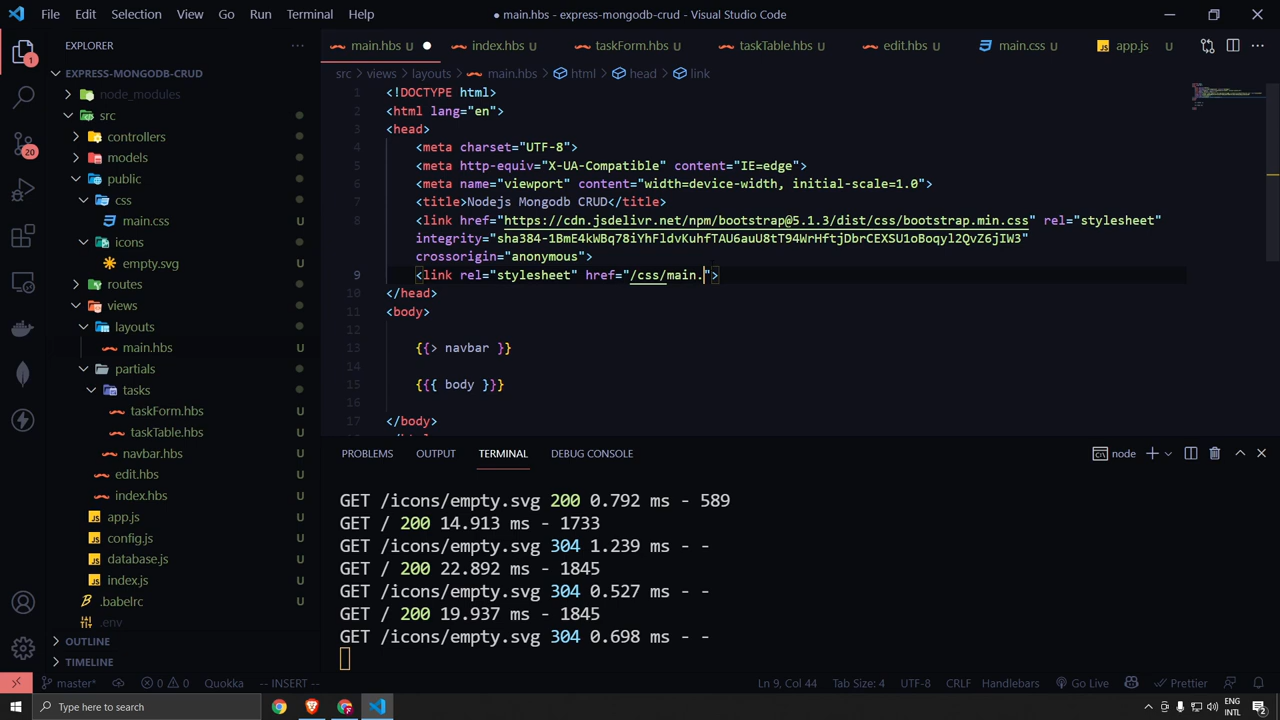 File Edit Selection View Go Run Terminal Help
main.hbs - express-mongodb-crud - Visual Studio Code
EXPLORER
main.hbs U
index.hbs U
taskForm.hbs U
taskTable.hbs U
edit.hbs U
main.css U
app.js U
src views layouts main.hbs html head link
1
EXPRESS-MONGODB-CRUD
node_modules
src
controllers
models
public
css
main.css U
icons
empty.svg U
routes
views
layouts
main.hbs U
partials
tasks
taskForm.hbs U
taskTable.hbs U
navbar.hbs U
edit.hbs U
index.hbs U
app.js U
config.js U
database.js U
index.js U
.babelrc U
.env
OUTLINE
TIMELINE
20
1 <!DOCTYPE html>
2 <html lang="en">
3 <head>
4 <meta charset="UTF-8">
5 <meta http-equiv="X-UA-Compatible" content="IE=edge">
6 <meta name="viewport" content="width=device-width, initial-scale=1.0">
7 <title>Nodejs Mongodb CRUD</title>
8 <link href="https://cdn.jsdelivr.net/npm/bootstrap@5.1.3/dist/css/bootstrap.min.css" rel="stylesheet"
integrity="sha384-1BmE4kWBq78iYhFldvKuhfTAU6auU8tT94WrHftjDbrCEXSU1oBoqyl2QvZ6jIW3"
crossorigin="anonymous">
9 <link rel="stylesheet" href="/css/main.">
10 </head>
11 <body>
12
13 {{> navbar }}
14
15 {{{ body }}}
16
17 </body>
PROBLEMS OUTPUT TERMINAL DEBUG CONSOLE
node
GET /icons/empty.svg 200 0.792 ms - 589
GET / 200 14.913 ms - 1733
GET /icons/empty.svg 304 1.239 ms - -
GET / 200 22.892 ms - 1845
GET /icons/empty.svg 304 0.527 ms - -
GET / 200 19.937 ms - 1845
GET /icons/empty.svg 304 0.698 ms - -
master* 0 0 Quokka -- INSERT -- Ln 9, Col 44 Tab Size: 4 UTF-8 CRLF Handlebars Go Live Prettier
Type here to search
ENG
INTL
2